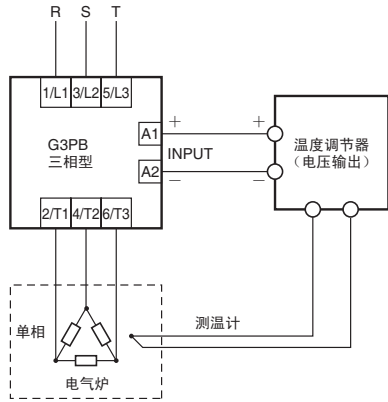 R S T
1/L1 3/L2 5/L3
G3PB
三相型
A1
+
+
INPUT
A2
−
−
温度调节器
（电压输出）
2/T1 4/T2 6/T3
单相
测温计
电气炉